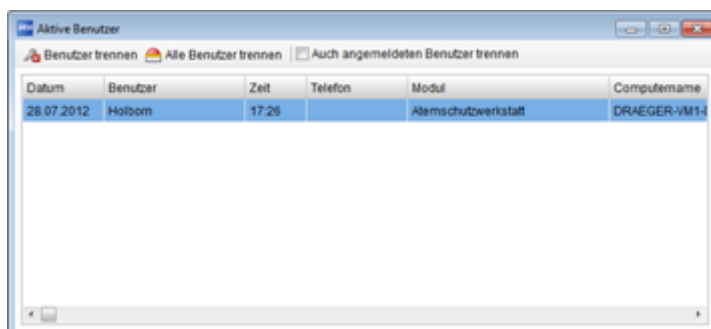 Aktive Benutzer
Benutzer trennen Alle Benutzer trennen Auch angemeldeten Benutzer trennen
Datum Benutzer Zeit Telefon Modul Computername
28.07.2012 Holborn 17:26 Atemschutzwerkstatt DRAEGER-VM1-